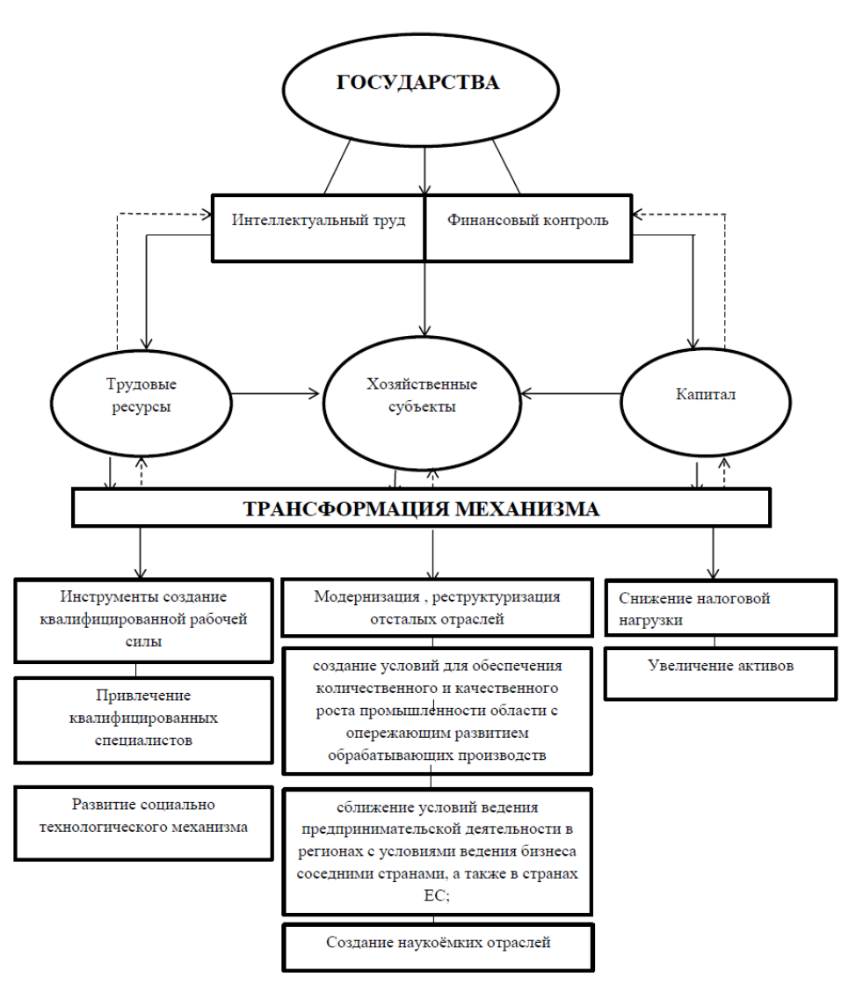 ГОСУДАРСТВА
Интеллектуальный труд
Финансовый контроль
Трудовые
ресурсы
Хозяйственные
субъекты
Капитал
ТРАНСФОРМАЦИЯ МЕХАНИЗМА
Инструменты создание
квалифицированной рабочей
силы
Привлечение
квалифицированных
специалистов
Развитие социально
технологического механизма
Модернизация , реструктуризация
отсталых отраслей
создание условий для обеспечения
количественного и качественного
роста промышленности области с
опережающим развитием
обрабатывающих производств
сближение условий ведения
предпринимательской деятельности в
регионах с условиями ведения бизнеса
соседними странами, а также в странах
ЕС;
Создание наукоёмких отраслей
Снижение налоговой
нагрузки
Увеличение активов